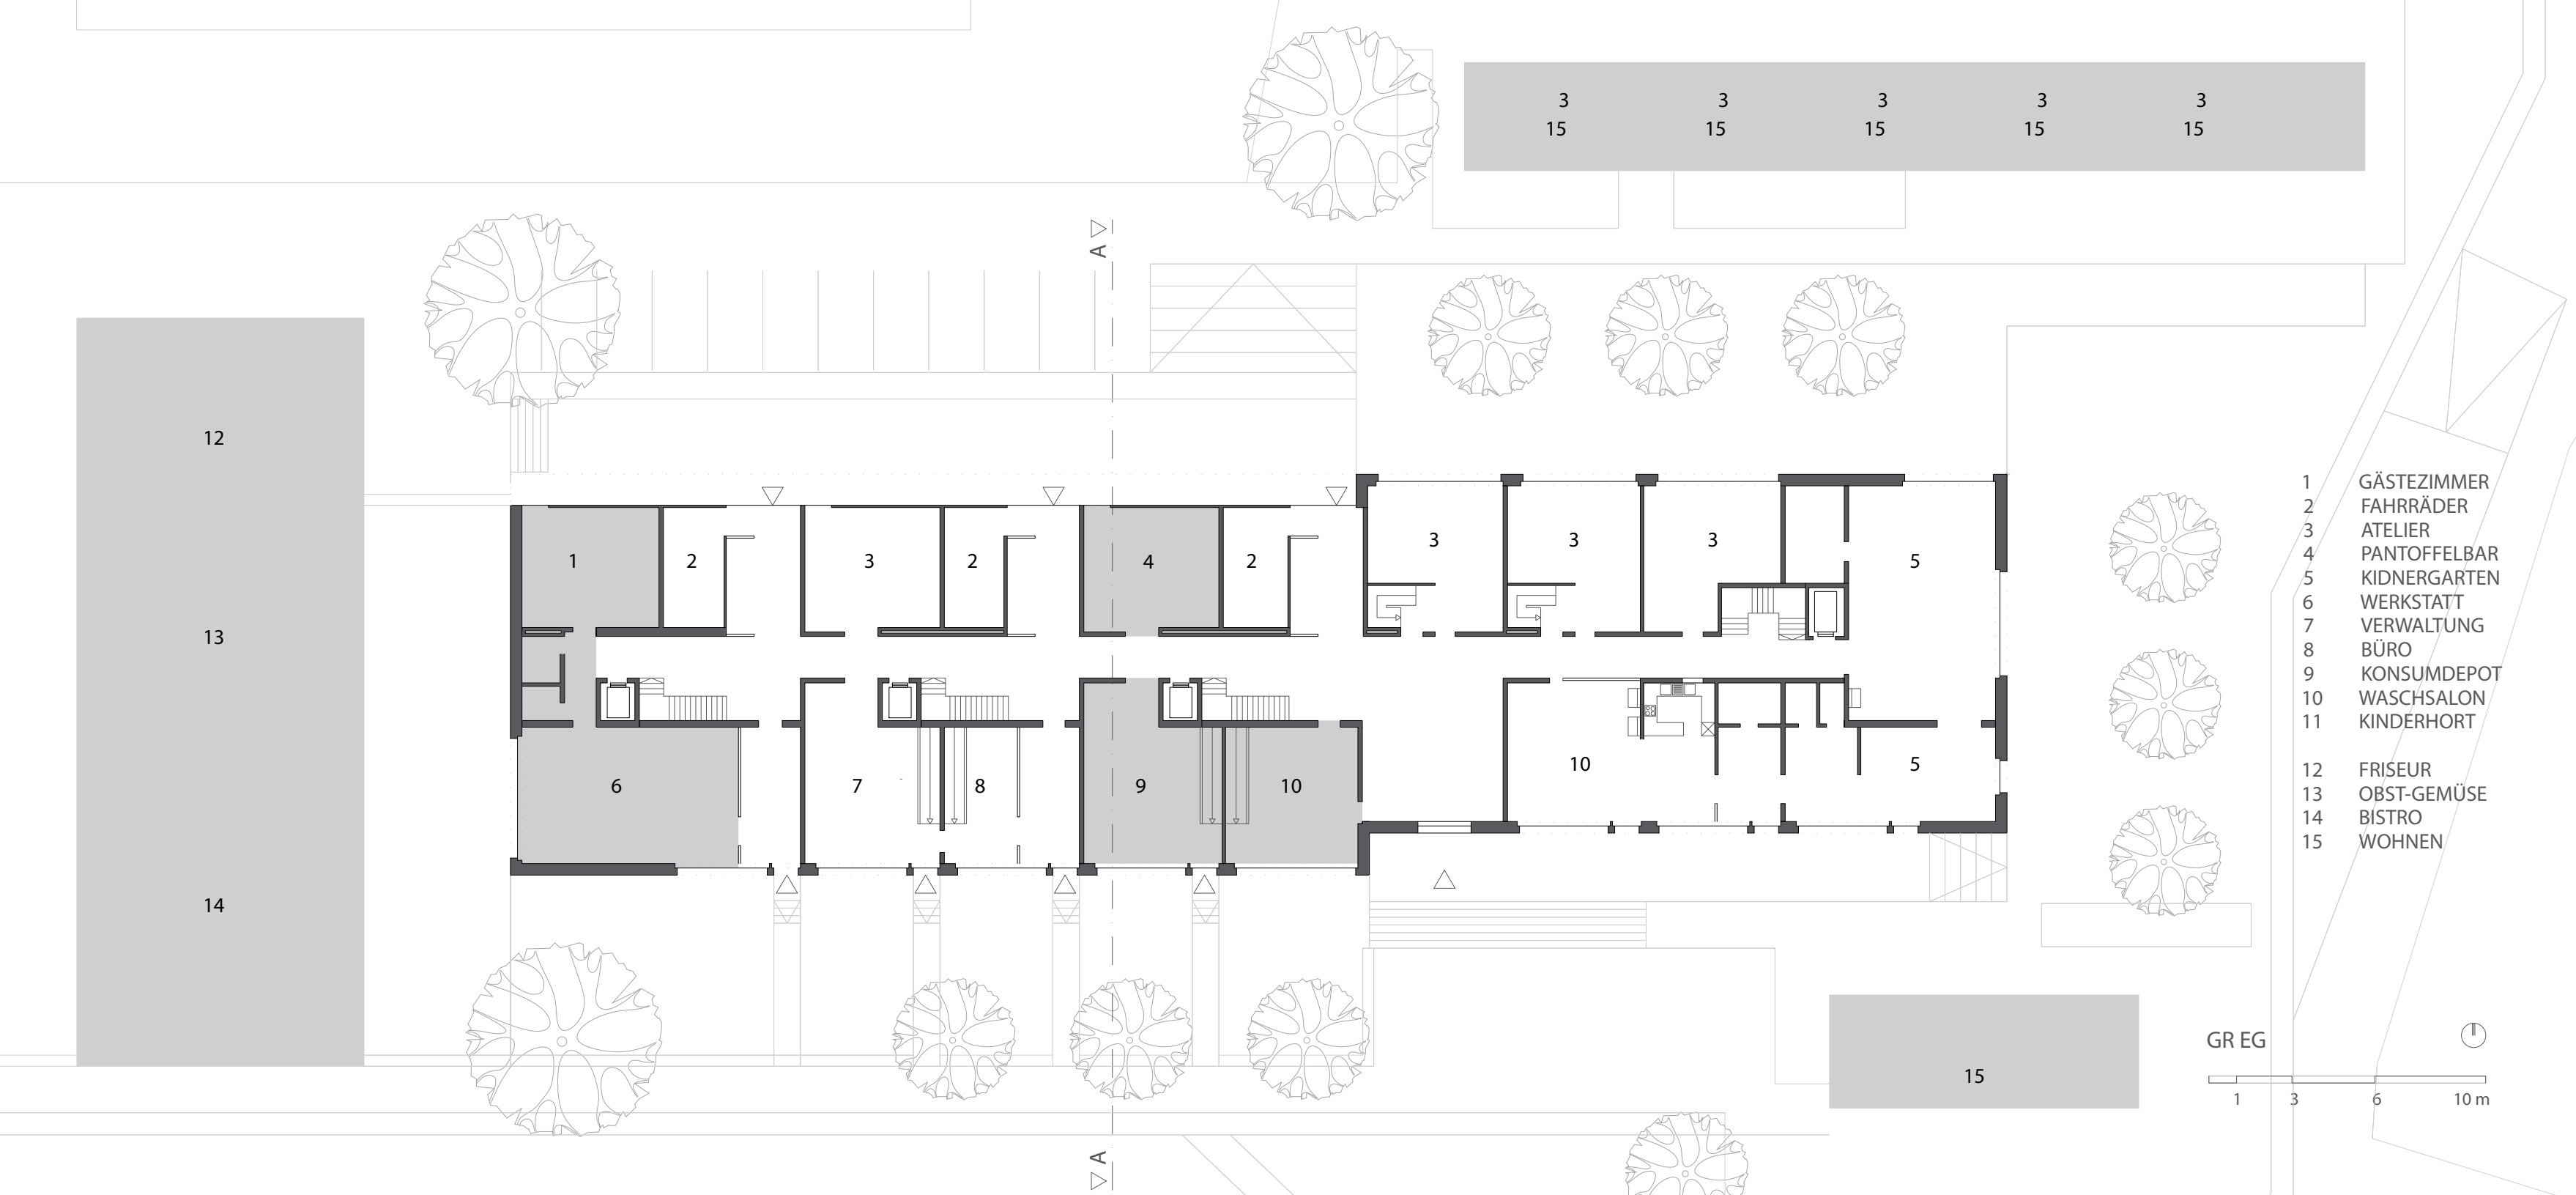 3 3 3 3 3
15 15 15 15 15
A
12
13
14
1 2 3 2 4 2 3 3 3 5
6 7 8 9 10 10 5
1 GÄSTEZIMMER
2 FAHRRÄDER
3 ATELIER
4 PANTOFFELBAR
5 KIDNERGARTEN
6 WERKSTATT
7 VERWALTUNG
8 BÜRO
9 KONSUMDEPOT
10 WASCHSALON
11 KINDERHORT
12 FRISEUR
13 OBST-GEMÜSE
14 BISTRO
15 WOHNEN
15
A
GR EG
1 3 6 10 m